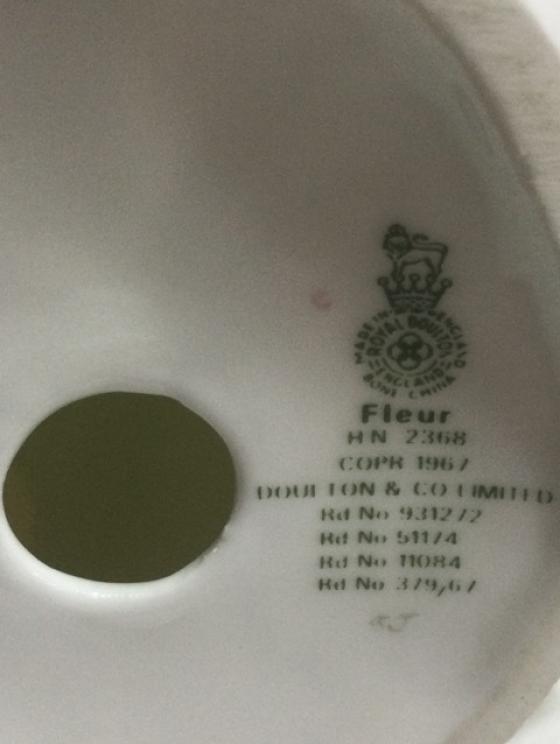 MADE IN ENGLAND
ROYAL DOULTON
ENGLAND
BONE CHINA
Fleur
HN 2368
COPR 1967
DOULTON & CO LIMITED
Rd No 931272
Rd No 51174
Rd No 11084
Rd No 379/67